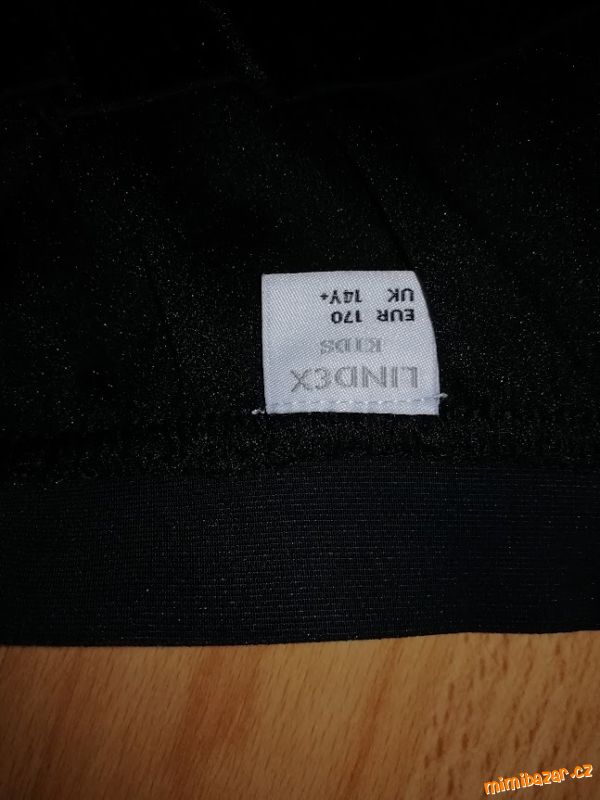 LINDEX
KIDS
EUR 170
UK 14Y+
mimibazar.cz